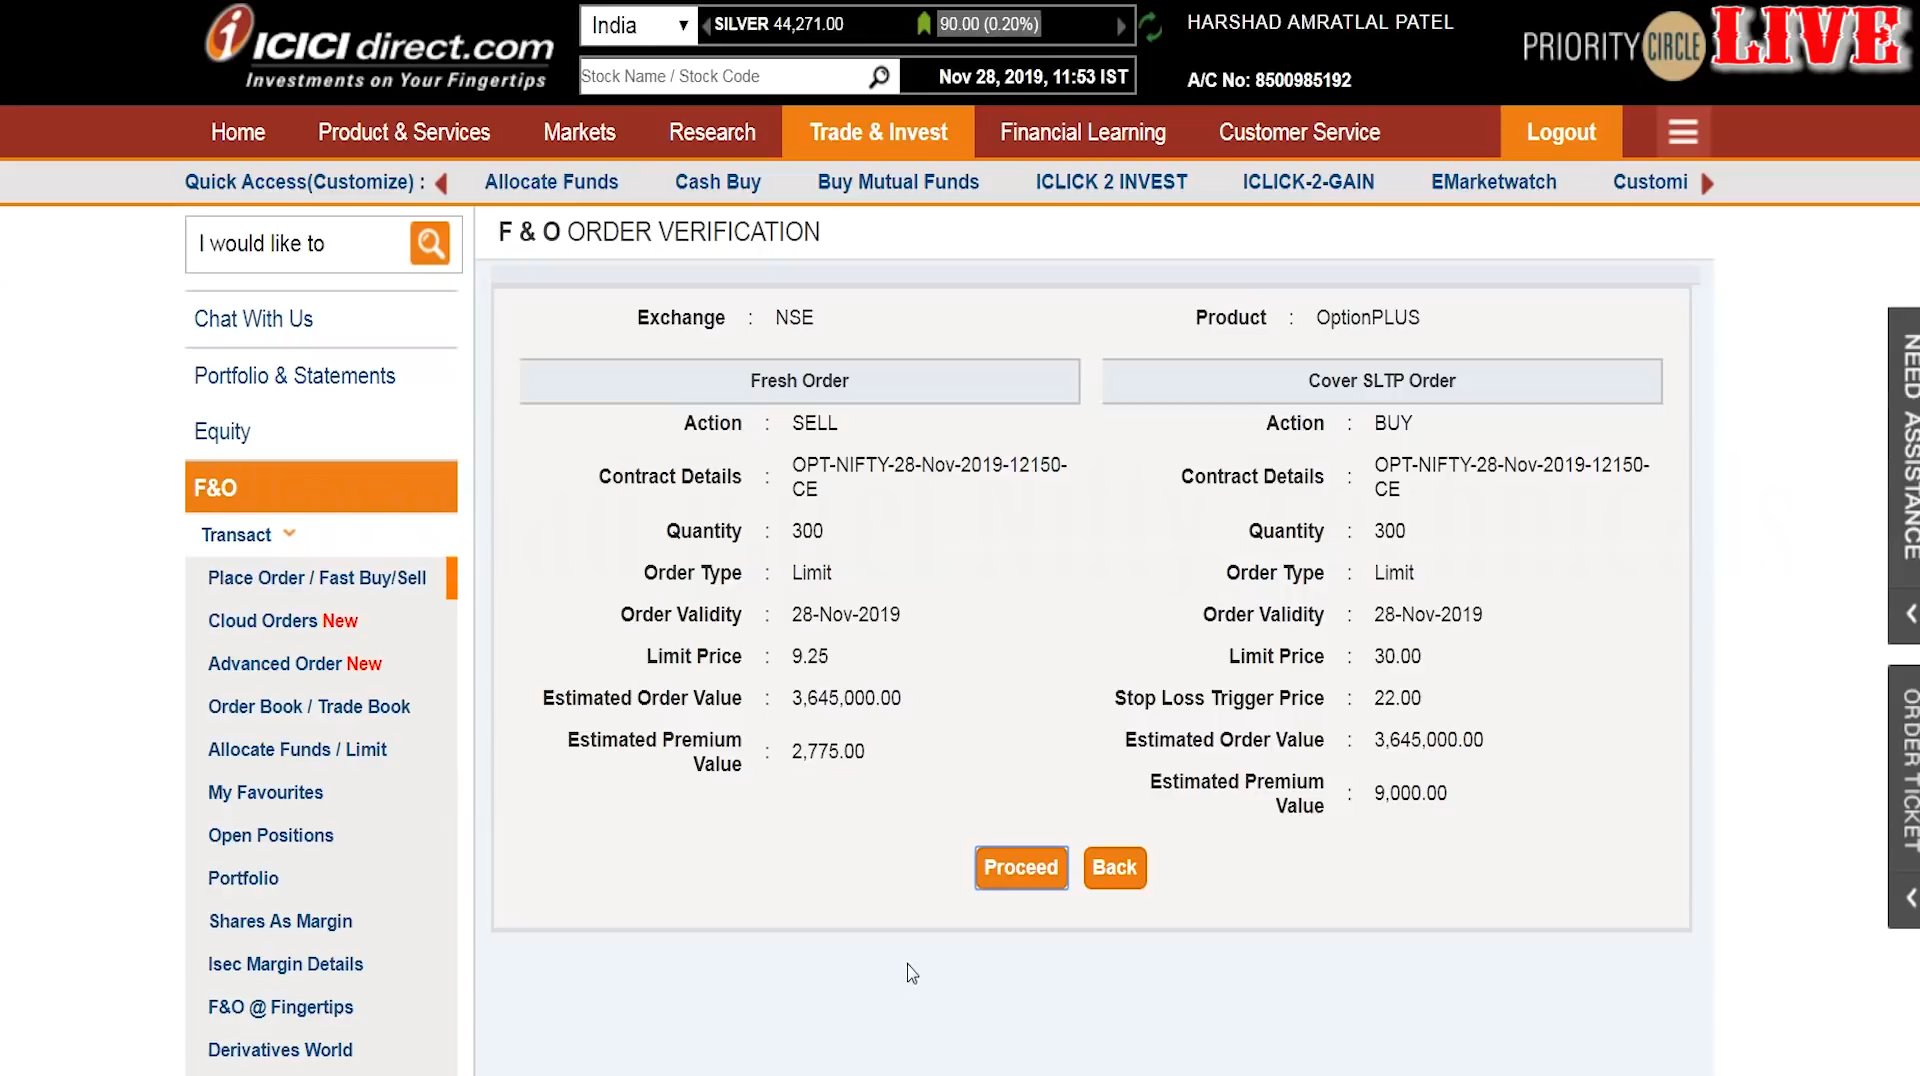 ICICI direct.com
Investments on Your Fingertips
India
SILVER 44,271.00 90.00 (0.20%)
Stock Name / Stock Code
Nov 28, 2019, 11:53 IST
HARSHAD AMRATLAL PATEL
A/C No: 8500985192
PRIORITY CIRCLE
LIVE
Home Product & Services Markets Research Trade & Invest Financial Learning Customer Service Logout
Quick Access(Customize) : Allocate Funds Cash Buy Buy Mutual Funds ICLICK 2 INVEST ICLICK-2-GAIN EMarketwatch Customi
I would like to
Chat With Us
Portfolio & Statements
Equity
F&O
Transact
Place Order / Fast Buy/Sell
Cloud Orders New
Advanced Order New
Order Book / Trade Book
Allocate Funds / Limit
My Favourites
Open Positions
Portfolio
Shares As Margin
Isec Margin Details
F&O @ Fingertips
Derivatives World
F & O ORDER VERIFICATION
Exchange : NSE
Product : OptionPLUS
Fresh Order
Action : SELL
Contract Details : OPT-NIFTY-28-Nov-2019-12150-
CE
Quantity : 300
Order Type : Limit
Order Validity : 28-Nov-2019
Limit Price : 9.25
Estimated Order Value : 3,645,000.00
Estimated Premium
Value : 2,775.00
Cover SLTP Order
Action : BUY
Contract Details : OPT-NIFTY-28-Nov-2019-12150-
CE
Quantity : 300
Order Type : Limit
Order Validity : 28-Nov-2019
Limit Price : 30.00
Stop Loss Trigger Price : 22.00
Estimated Order Value : 3,645,000.00
Estimated Premium
Value : 9,000.00
Proceed Back
NEED ASSISTANCE
ORDER TICKET